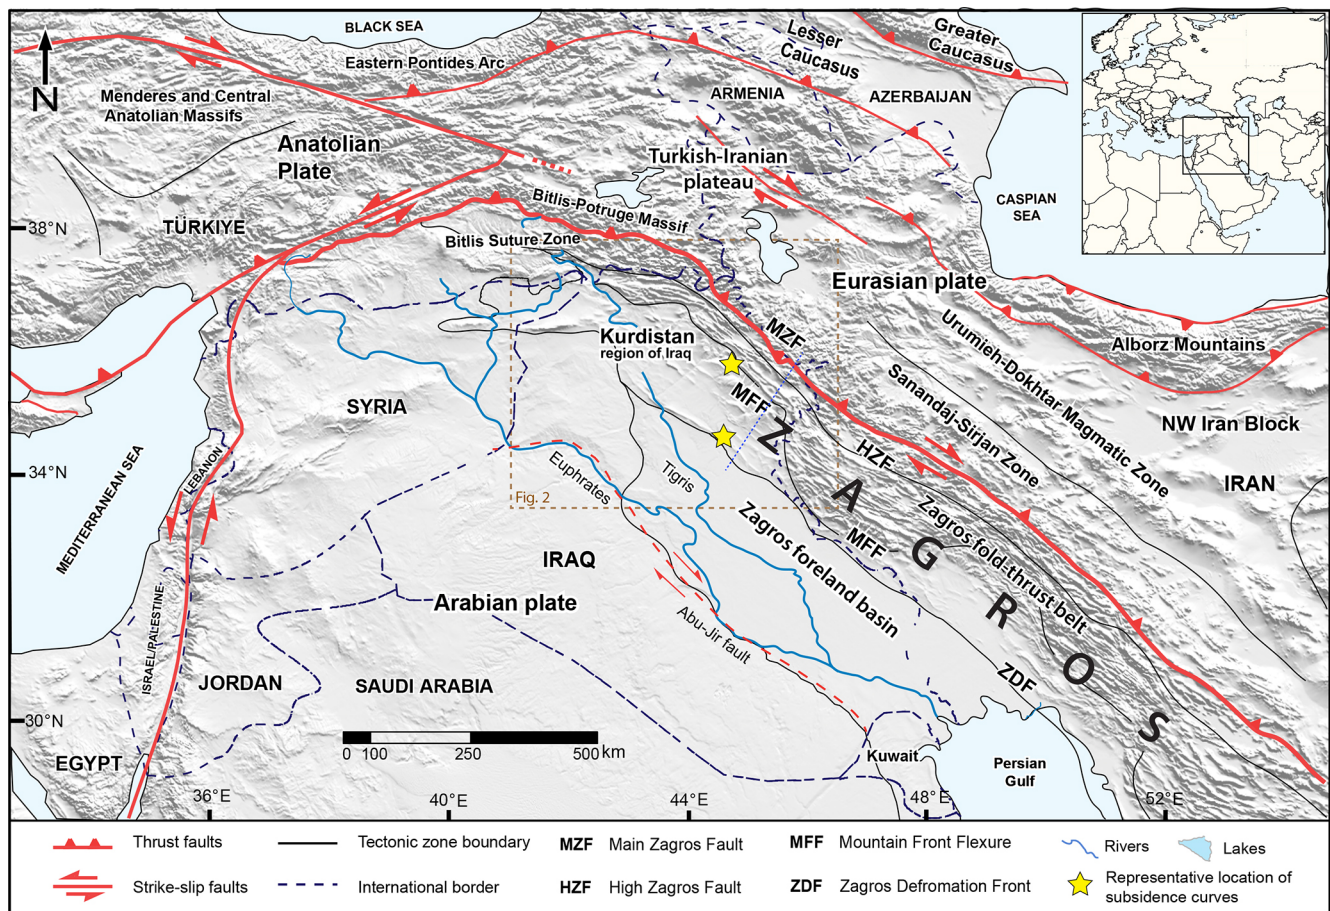 BLACK SEA
Greater
Caucasus
Lesser
Caucasus
Eastern Pontides Arc
N
Menderes and Central
Anatolian Massifs
ARMENIA
AZERBAIJAN
Anatolian
Plate
Turkish-Iranian
plateau
Bitlis-Potruge Massif
CASPIAN
SEA
38°N
TÜRKIYE
Bitlis Suture Zone
Eurasian plate
Kurdistan
region of Iraq
MZF
Urumieh-Dokhtar Magmatic Zone
Alborz Mountains
Sanandaj-Sirjan Zone
SYRIA
MFF
NW Iran Block
MEDITERRANEAN SEA
LEBANON
34°N
Euphrates
Tigris
HZF
IRAN
Fig. 2
Z
A
G
R
O
S
Zagros fold-thrust belt
Zagros foreland basin
MFF
IRAQ
Arabian plate
Abu-Jir fault
ISRAEL/PALESTINE
JORDAN
SAUDI ARABIA
ZDF
30°N
0 100 250 500 km
EGYPT
Kuwait
Persian
Gulf
36°E
40°E
44°E
48°E
52°E
Thrust faults
Tectonic zone boundary
MZF Main Zagros Fault
MFF Mountain Front Flexure
Rivers
Lakes
Strike-slip faults
International border
HZF High Zagros Fault
ZDF Zagros Defromation Front
Representative location of
subsidence curves